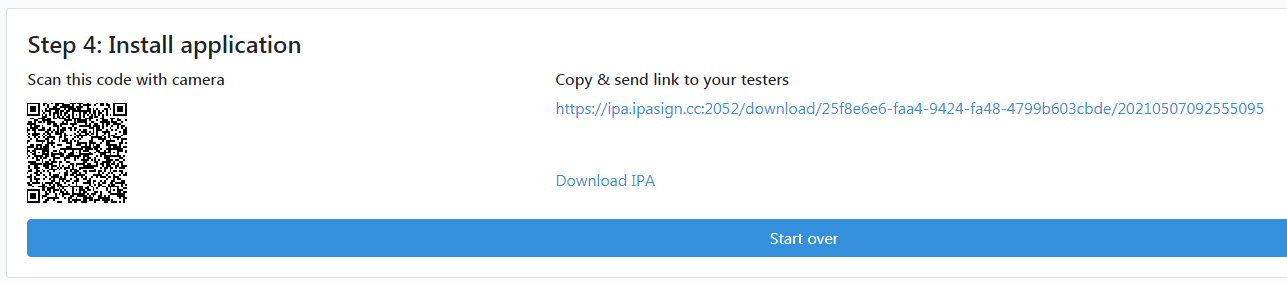 Step 4: Install application
Scan this code with camera
Copy & send link to your testers
https://ipa.ipasign.cc:2052/download/25f8e6e6-faa4-9424-fa48-4799b603cbde/20210507092555095
Download IPA
Start over